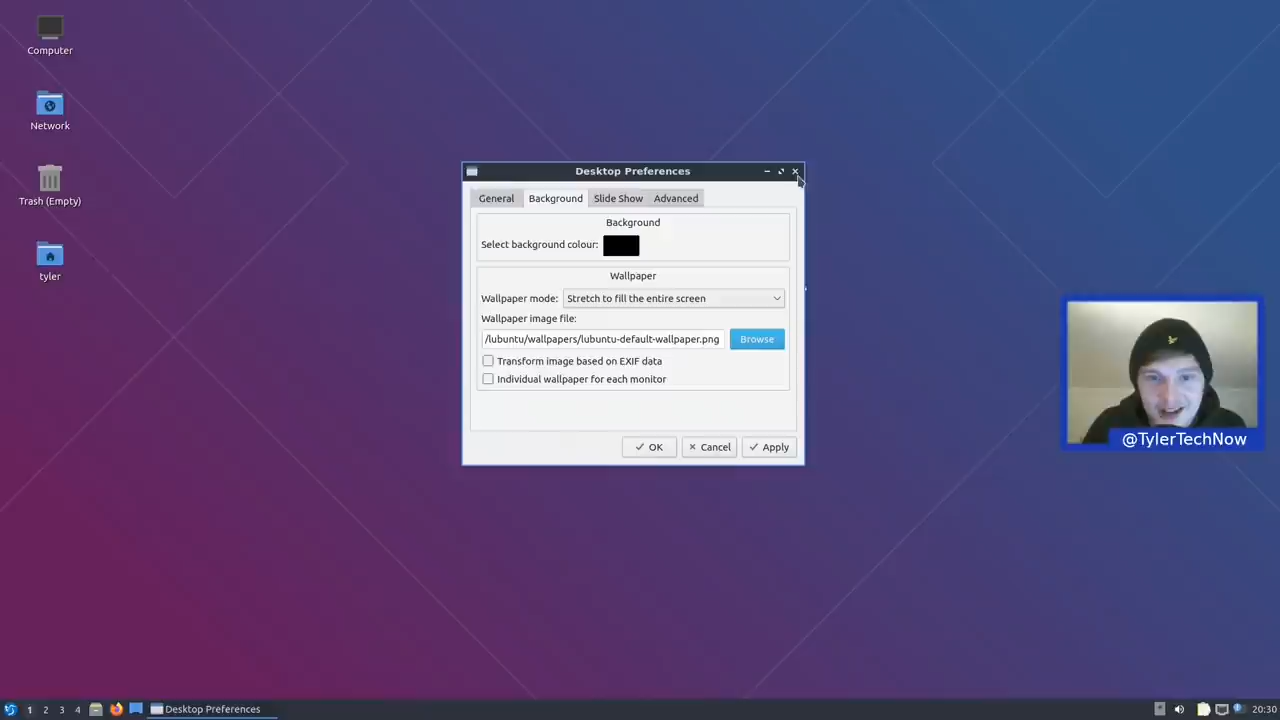 Computer
Network
Trash (Empty)
tyler
Desktop Preferences
General Background Slide Show Advanced
Background
Select background colour:
Wallpaper
Wallpaper mode: Stretch to fill the entire screen
Wallpaper image file:
/lubuntu/wallpapers/lubuntu-default-wallpaper.png Browse
Transform image based on EXIF data
Individual wallpaper for each monitor
OK Cancel Apply
@TylerTechNow
1 2 3 4 Desktop Preferences 20:30